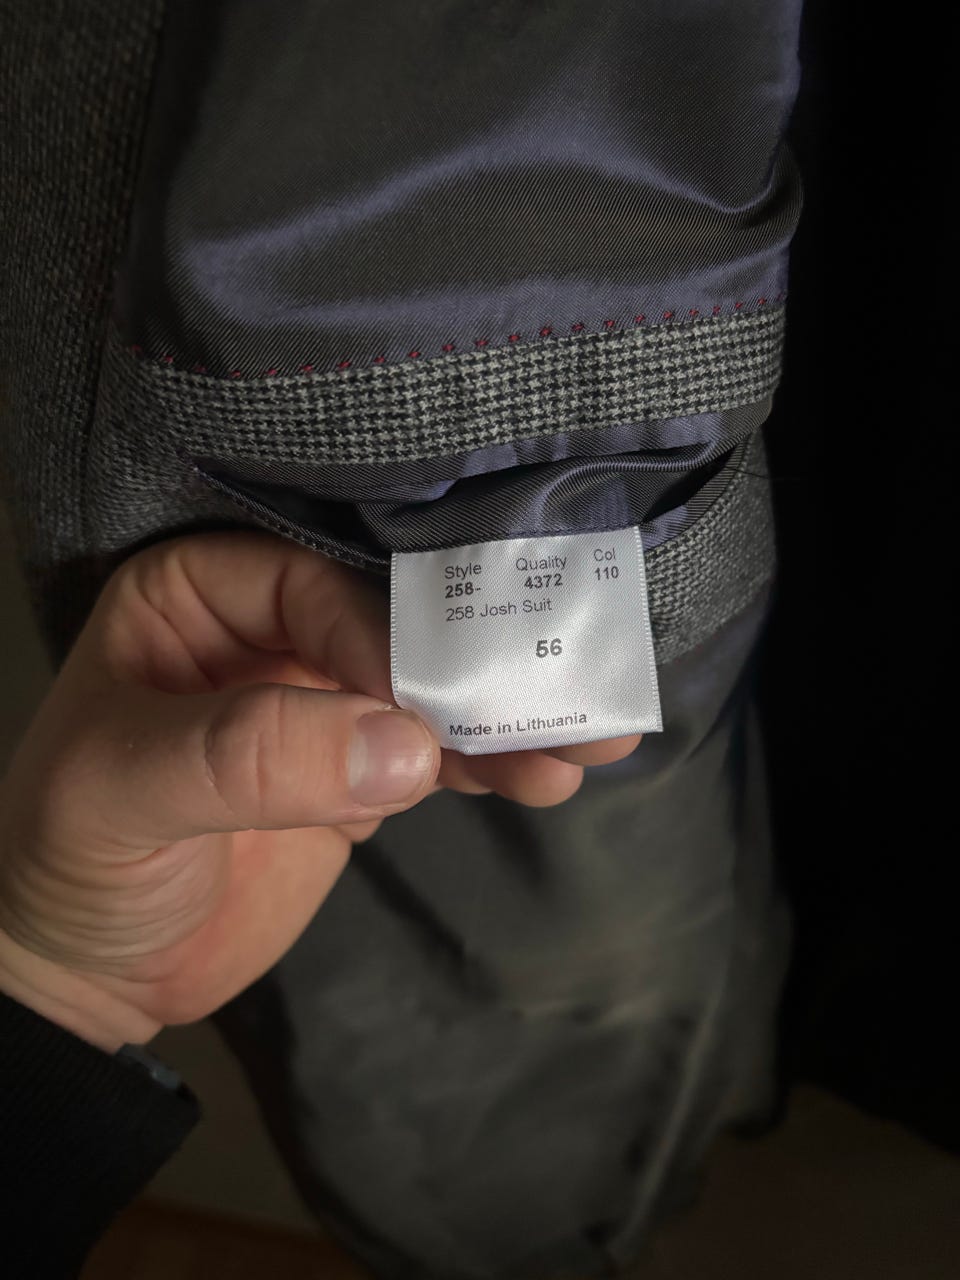 Style Quality Col
258- 4372 110
258 Josh Suit
56
Made in Lithuania